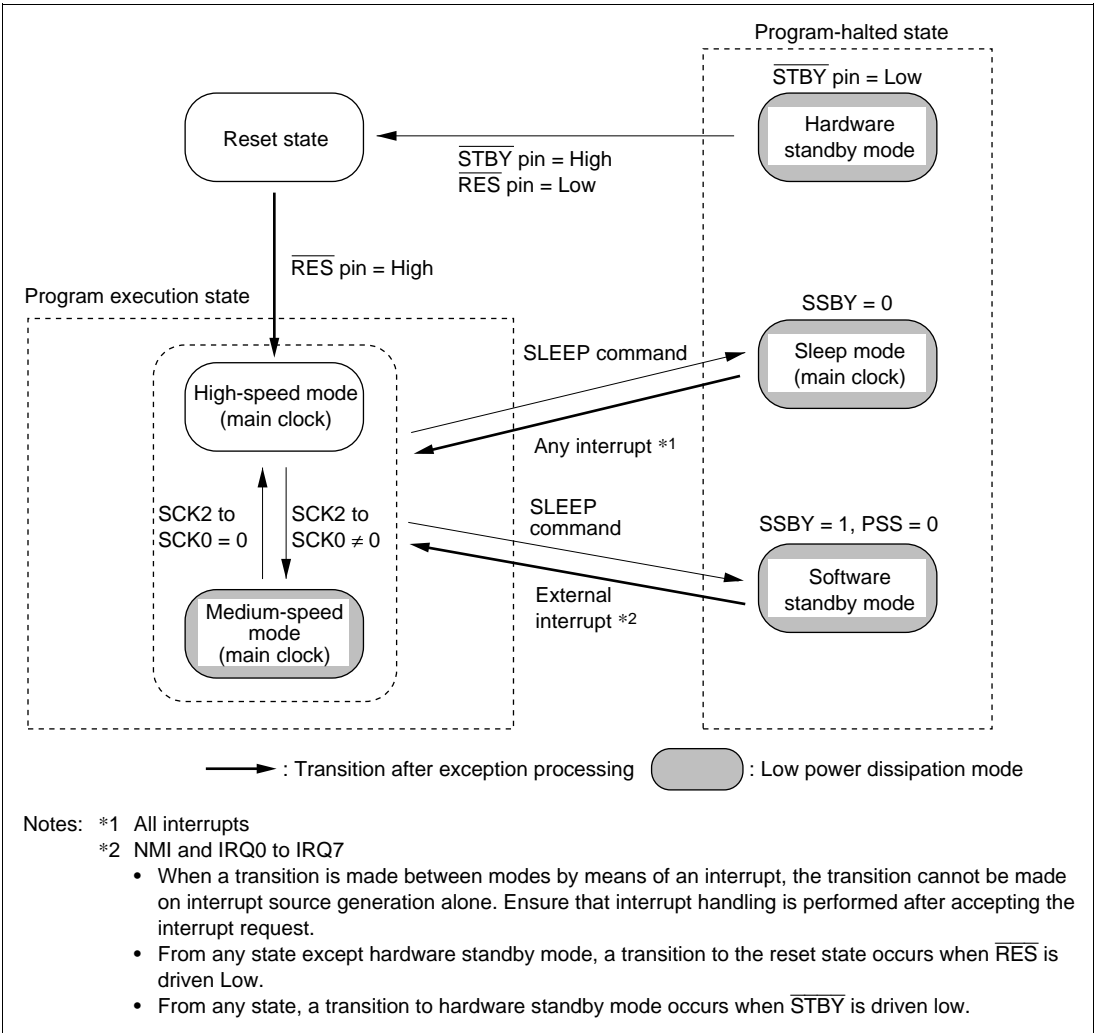 Program-halted state
STBY pin = Low
Hardware
standby mode
Reset state
STBY pin = High
RES pin = Low
RES pin = High
Program execution state
SSBY = 0
Sleep mode
(main clock)
SLEEP command
High-speed mode
(main clock)
Any interrupt *1
SCK2 to
SCK0 = 0
SCK2 to
SCK0 ≠ 0
SLEEP
command
SSBY = 1, PSS = 0
Software
standby mode
External
interrupt *2
Medium-speed
mode
(main clock)
: Transition after exception processing
: Low power dissipation mode
Notes: *1 All interrupts
*2 NMI and IRQ0 to IRQ7
• When a transition is made between modes by means of an interrupt, the transition cannot be made
on interrupt source generation alone. Ensure that interrupt handling is performed after accepting the
interrupt request.
• From any state except hardware standby mode, a transition to the reset state occurs when RES is
driven Low.
• From any state, a transition to hardware standby mode occurs when STBY is driven low.